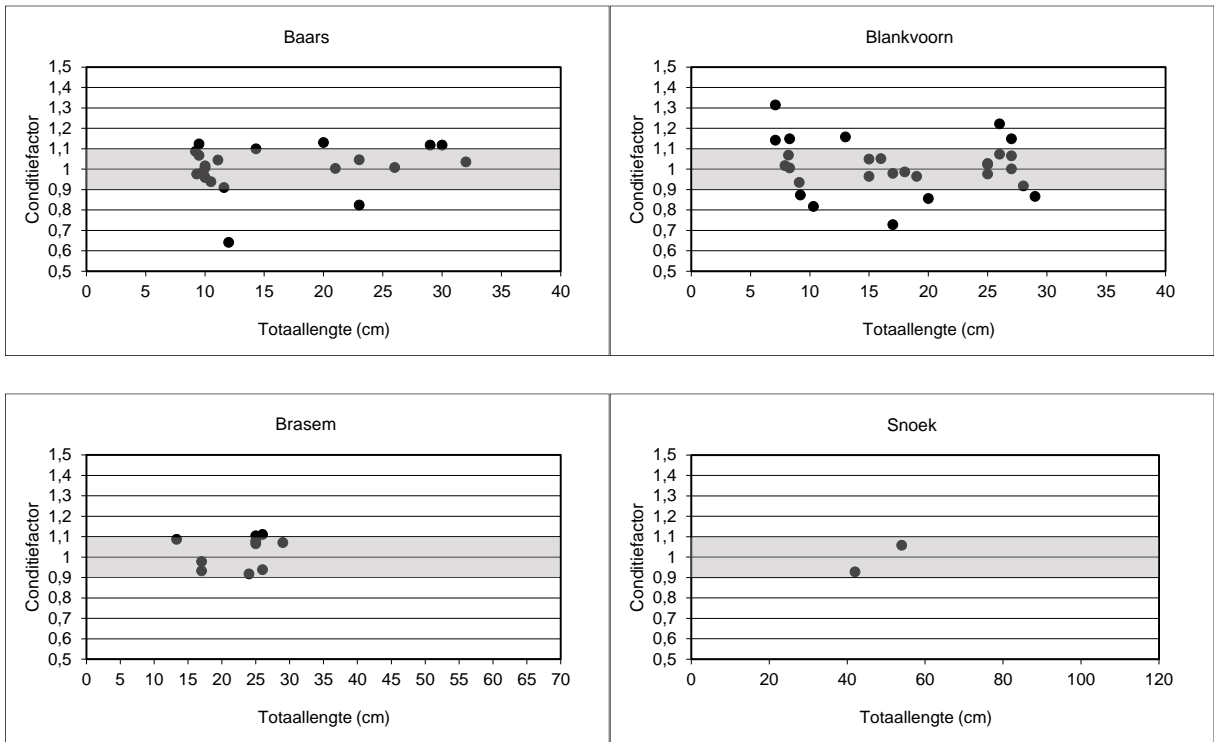 Baars
1,5
1,4
1,3
1,2
1,1
1
0,9
0,8
0,7
0,6
0,5
Conditiefactor
0 5 10 15 20 25 30 35 40
Totaallengte (cm)
Blankvoorn
1,5
1,4
1,3
1,2
1,1
1
0,9
0,8
0,7
0,6
0,5
Conditiefactor
0 5 10 15 20 25 30 35 40
Totaallengte (cm)
Brasem
1,5
1,4
1,3
1,2
1,1
1
0,9
0,8
0,7
0,6
0,5
Conditiefactor
0 5 10 15 20 25 30 35 40 45 50 55 60 65 70
Totaallengte (cm)
Snoek
1,5
1,4
1,3
1,2
1,1
1
0,9
0,8
0,7
0,6
0,5
Conditiefactor
0 20 40 60 80 100 120
Totaallengte (cm)